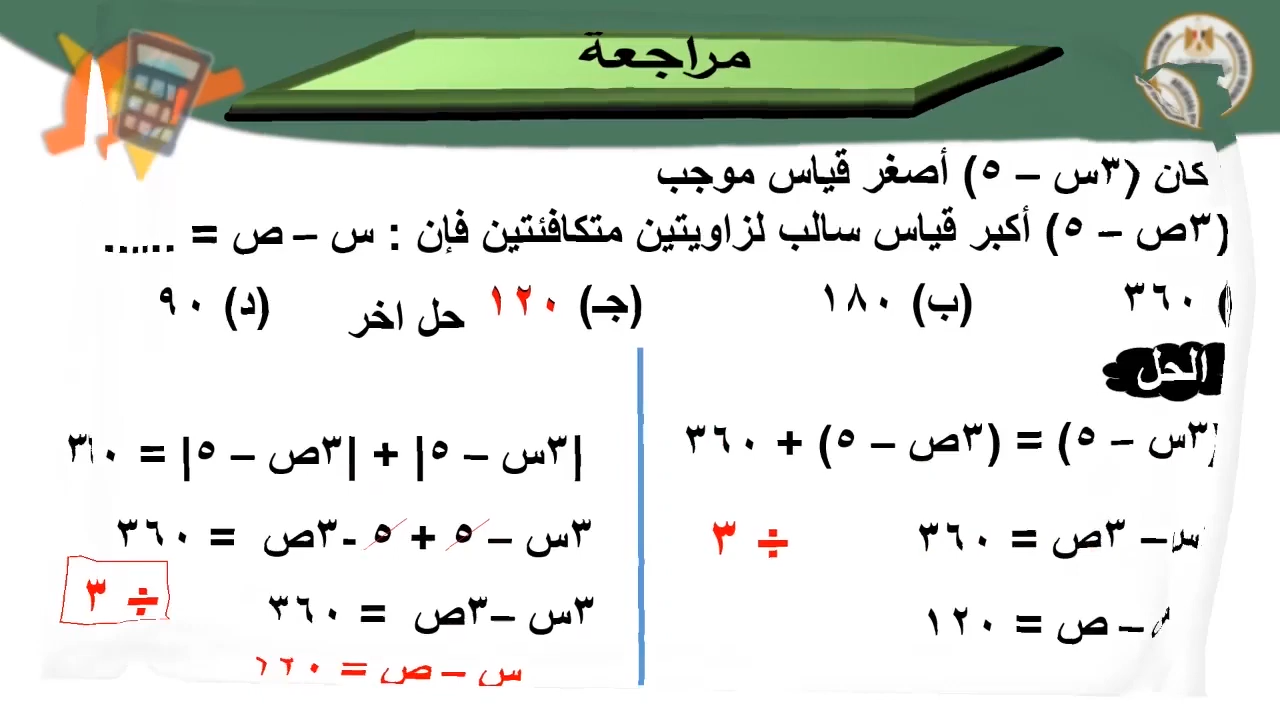 مراجعة
كان (٣س – ٥) أصغر قياس موجب
(٣ص – ٥) أكبر قياس سالب لزاويتين متكافئتين فإن : س – ص = ......
) ٣٦٠ (ب) ١٨٠ (جـ) ١٢٠ حل اخر (د) ٩٠
الحل
(٣س – ٥) = (٣ص – ٥) + ٣٦٠
س – ٣ص = ٣٦٠ ÷ ٣
– ص = ١٢٠
|٣س – ٥| + |٣ص – ٥| = ٣٦٠
٣س – ٥ + ٥ - ٣ص = ٣٦٠
٣س – ٣ص = ٣٦٠ ÷ ٣
س – ص =